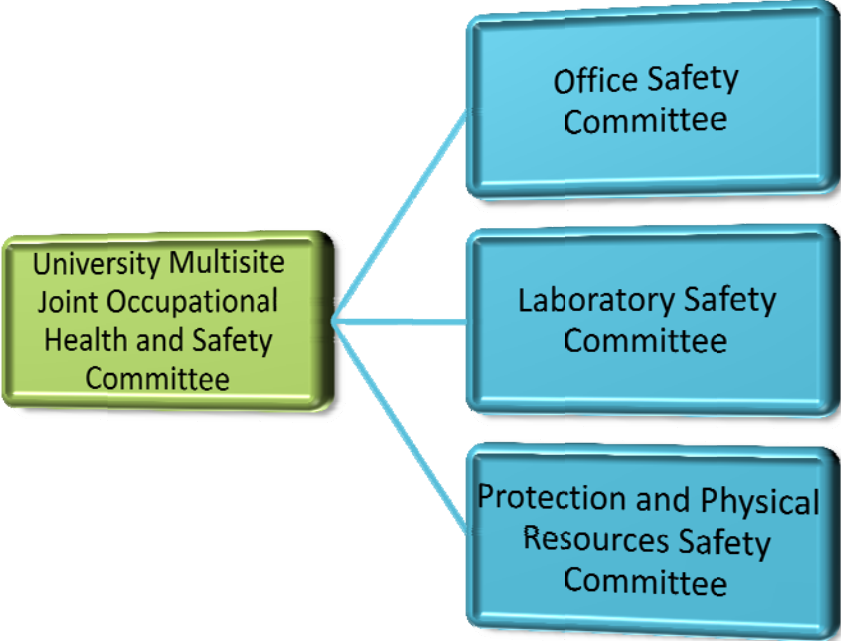 Office Safety
Committee
University Multisite
Joint Occupational
Health and Safety
Committee
Laboratory Safety
Committee
Protection and Physical
Resources Safety
Committee